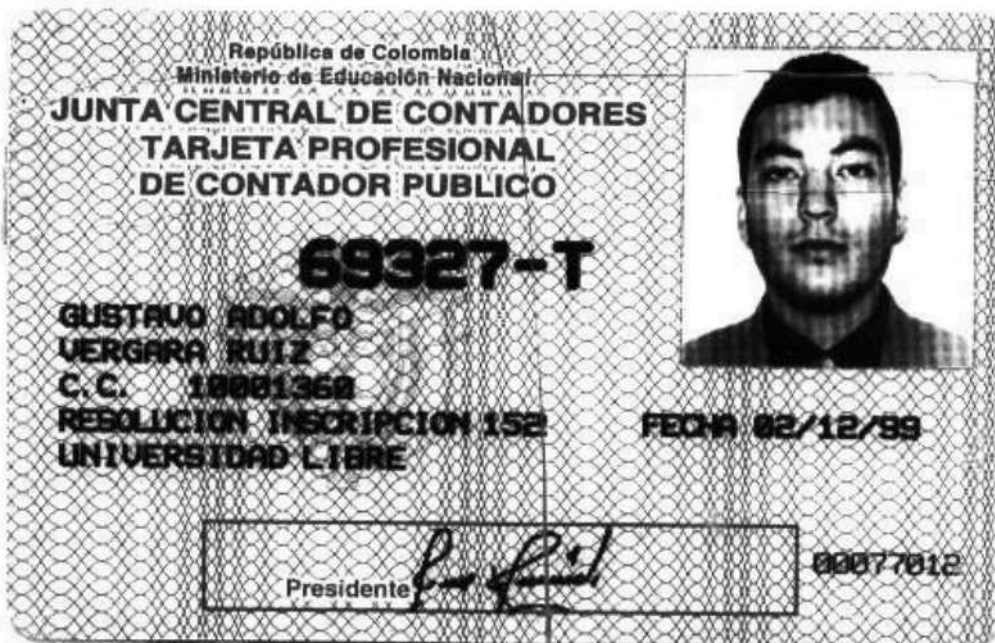 República de Colombia
Ministerio de Educación Nacional
JUNTA CENTRAL DE CONTADORES
TARJETA PROFESIONAL
DE CONTADOR PUBLICO
69327-T
GUSTAVO ADOLFO
VERGARA RUIZ
C.C. 10001360
RESOLUCION INSCRIPCION 152 FECHA 02/12/99
UNIVERSIDAD LIBRE
Presidente
00077012